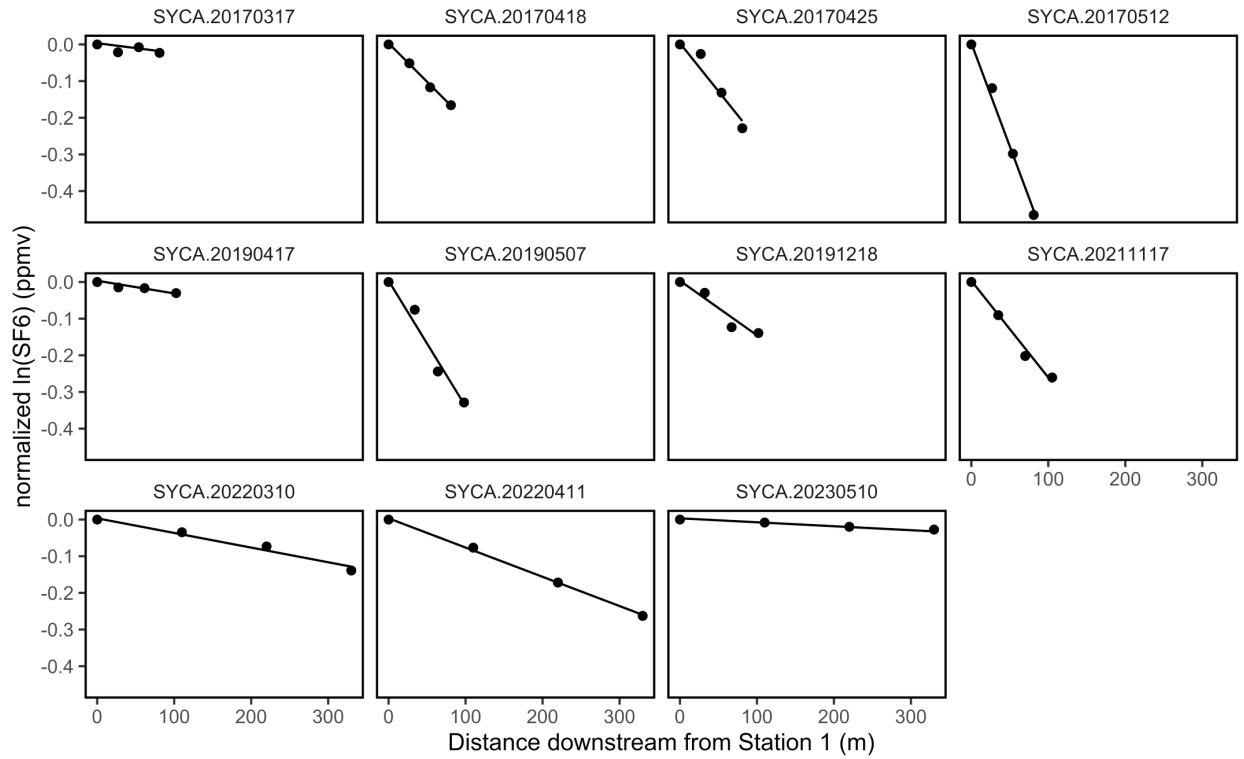 SYCA.20170317 SYCA.20170418 SYCA.20170425 SYCA.20170512
0.0
-0.1
-0.2
-0.3
-0.4
SYCA.20190417 SYCA.20190507 SYCA.20191218 SYCA.20211117
0.0
-0.1
-0.2
-0.3
-0.4
0 100 200 300
SYCA.20220310 SYCA.20220411 SYCA.20230510
0.0
-0.1
-0.2
-0.3
-0.4
0 100 200 300 0 100 200 300 0 100 200 300
Distance downstream from Station 1 (m)
normalized ln(SF6) (ppmv)